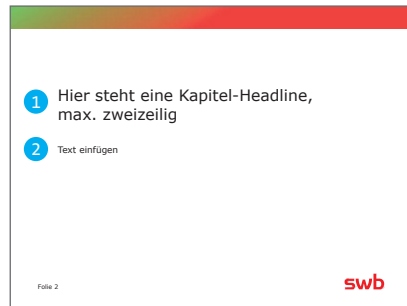 1 Hier steht eine Kapitel-Headline,
max. zweizeilig
2 Text einfügen
Folie 2
swb